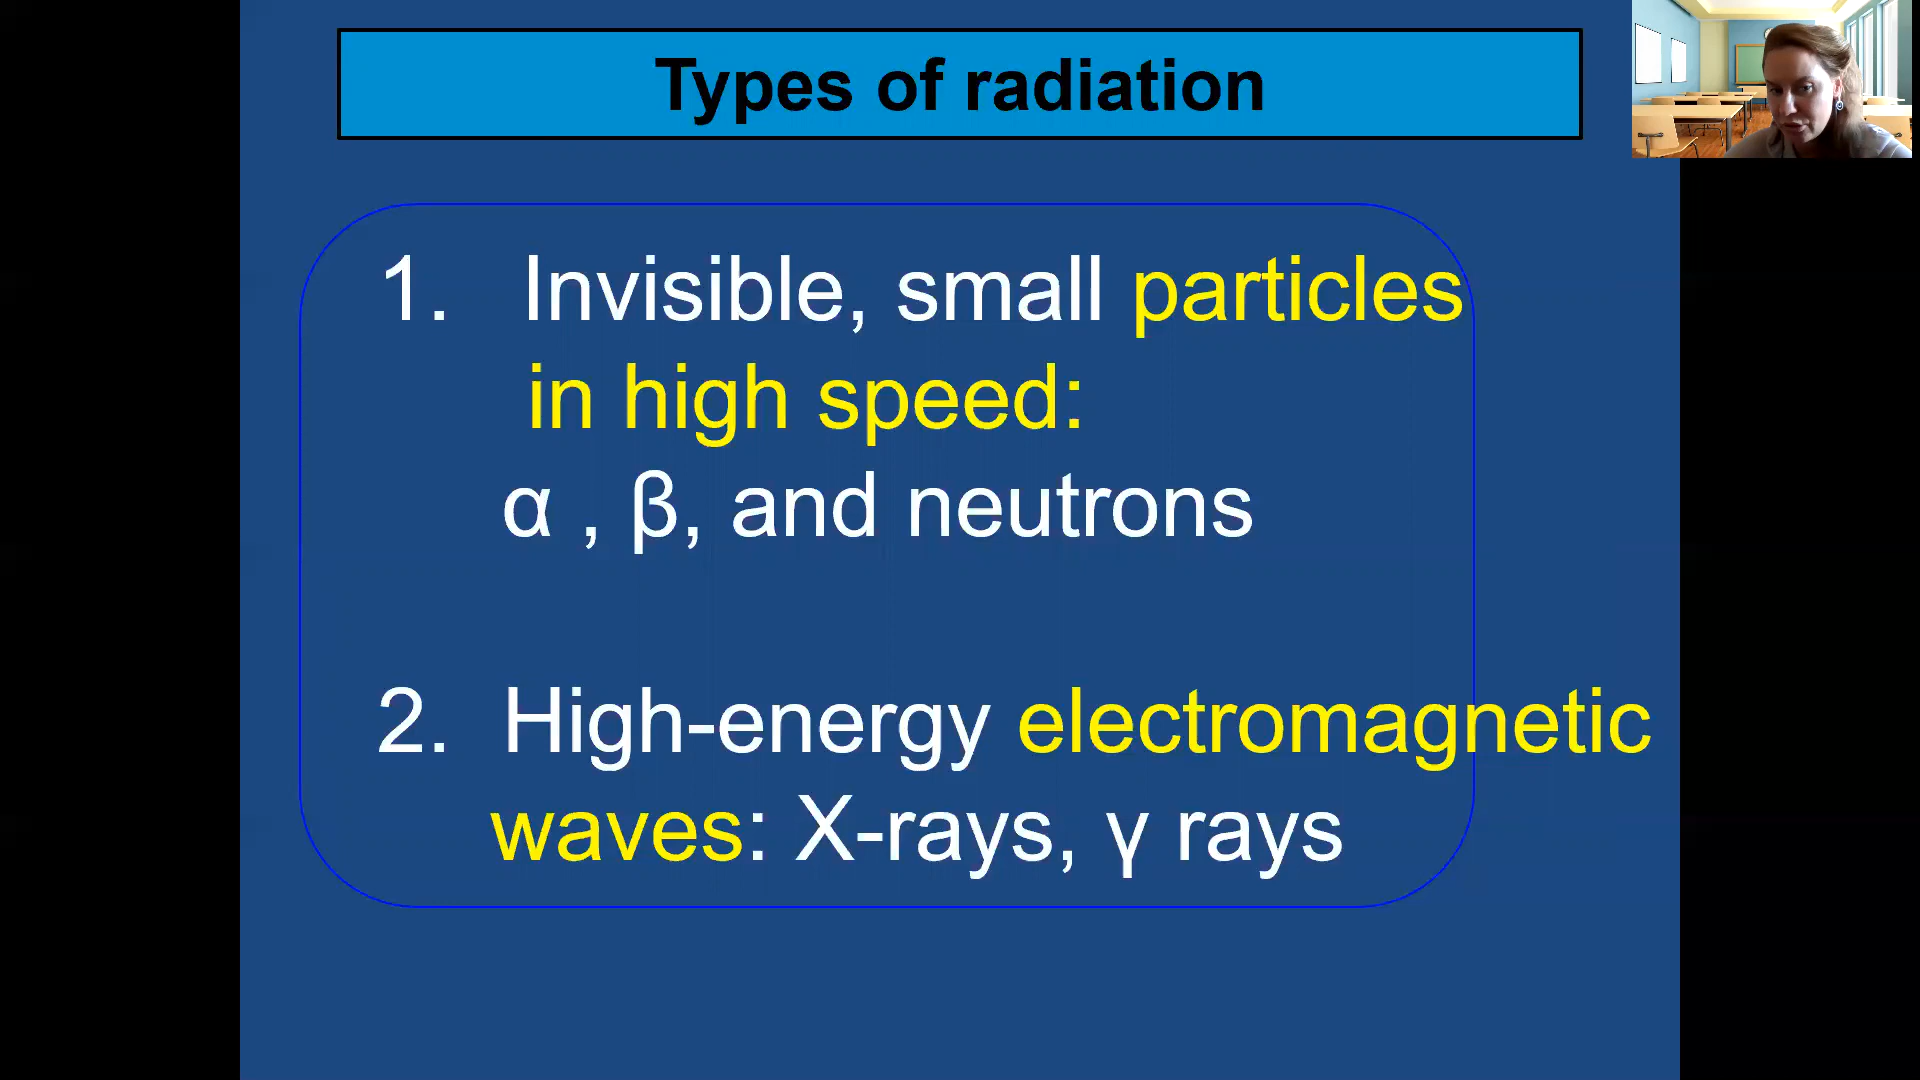 Types of radiation
1. Invisible, small particles
in high speed:
α , β, and neutrons
2. High-energy electromagnetic
waves: X-rays, γ rays